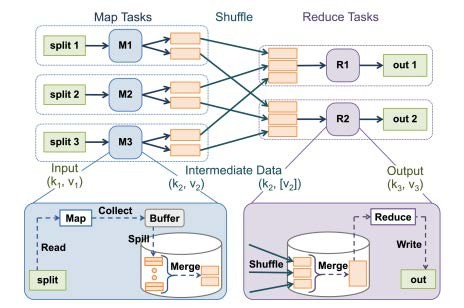 Map Tasks Shuffle Reduce Tasks
split 1 M1 R1 out 1
split 2 M2
split 3 M3 R2 out 2
Input Intermediate Data Output
(k1, v1) (k2, v2) (k2, [v2]) (k3, v3)
Map Collect Buffer
Read Spill Merge
split
Shuffle Merge Reduce
Write
out